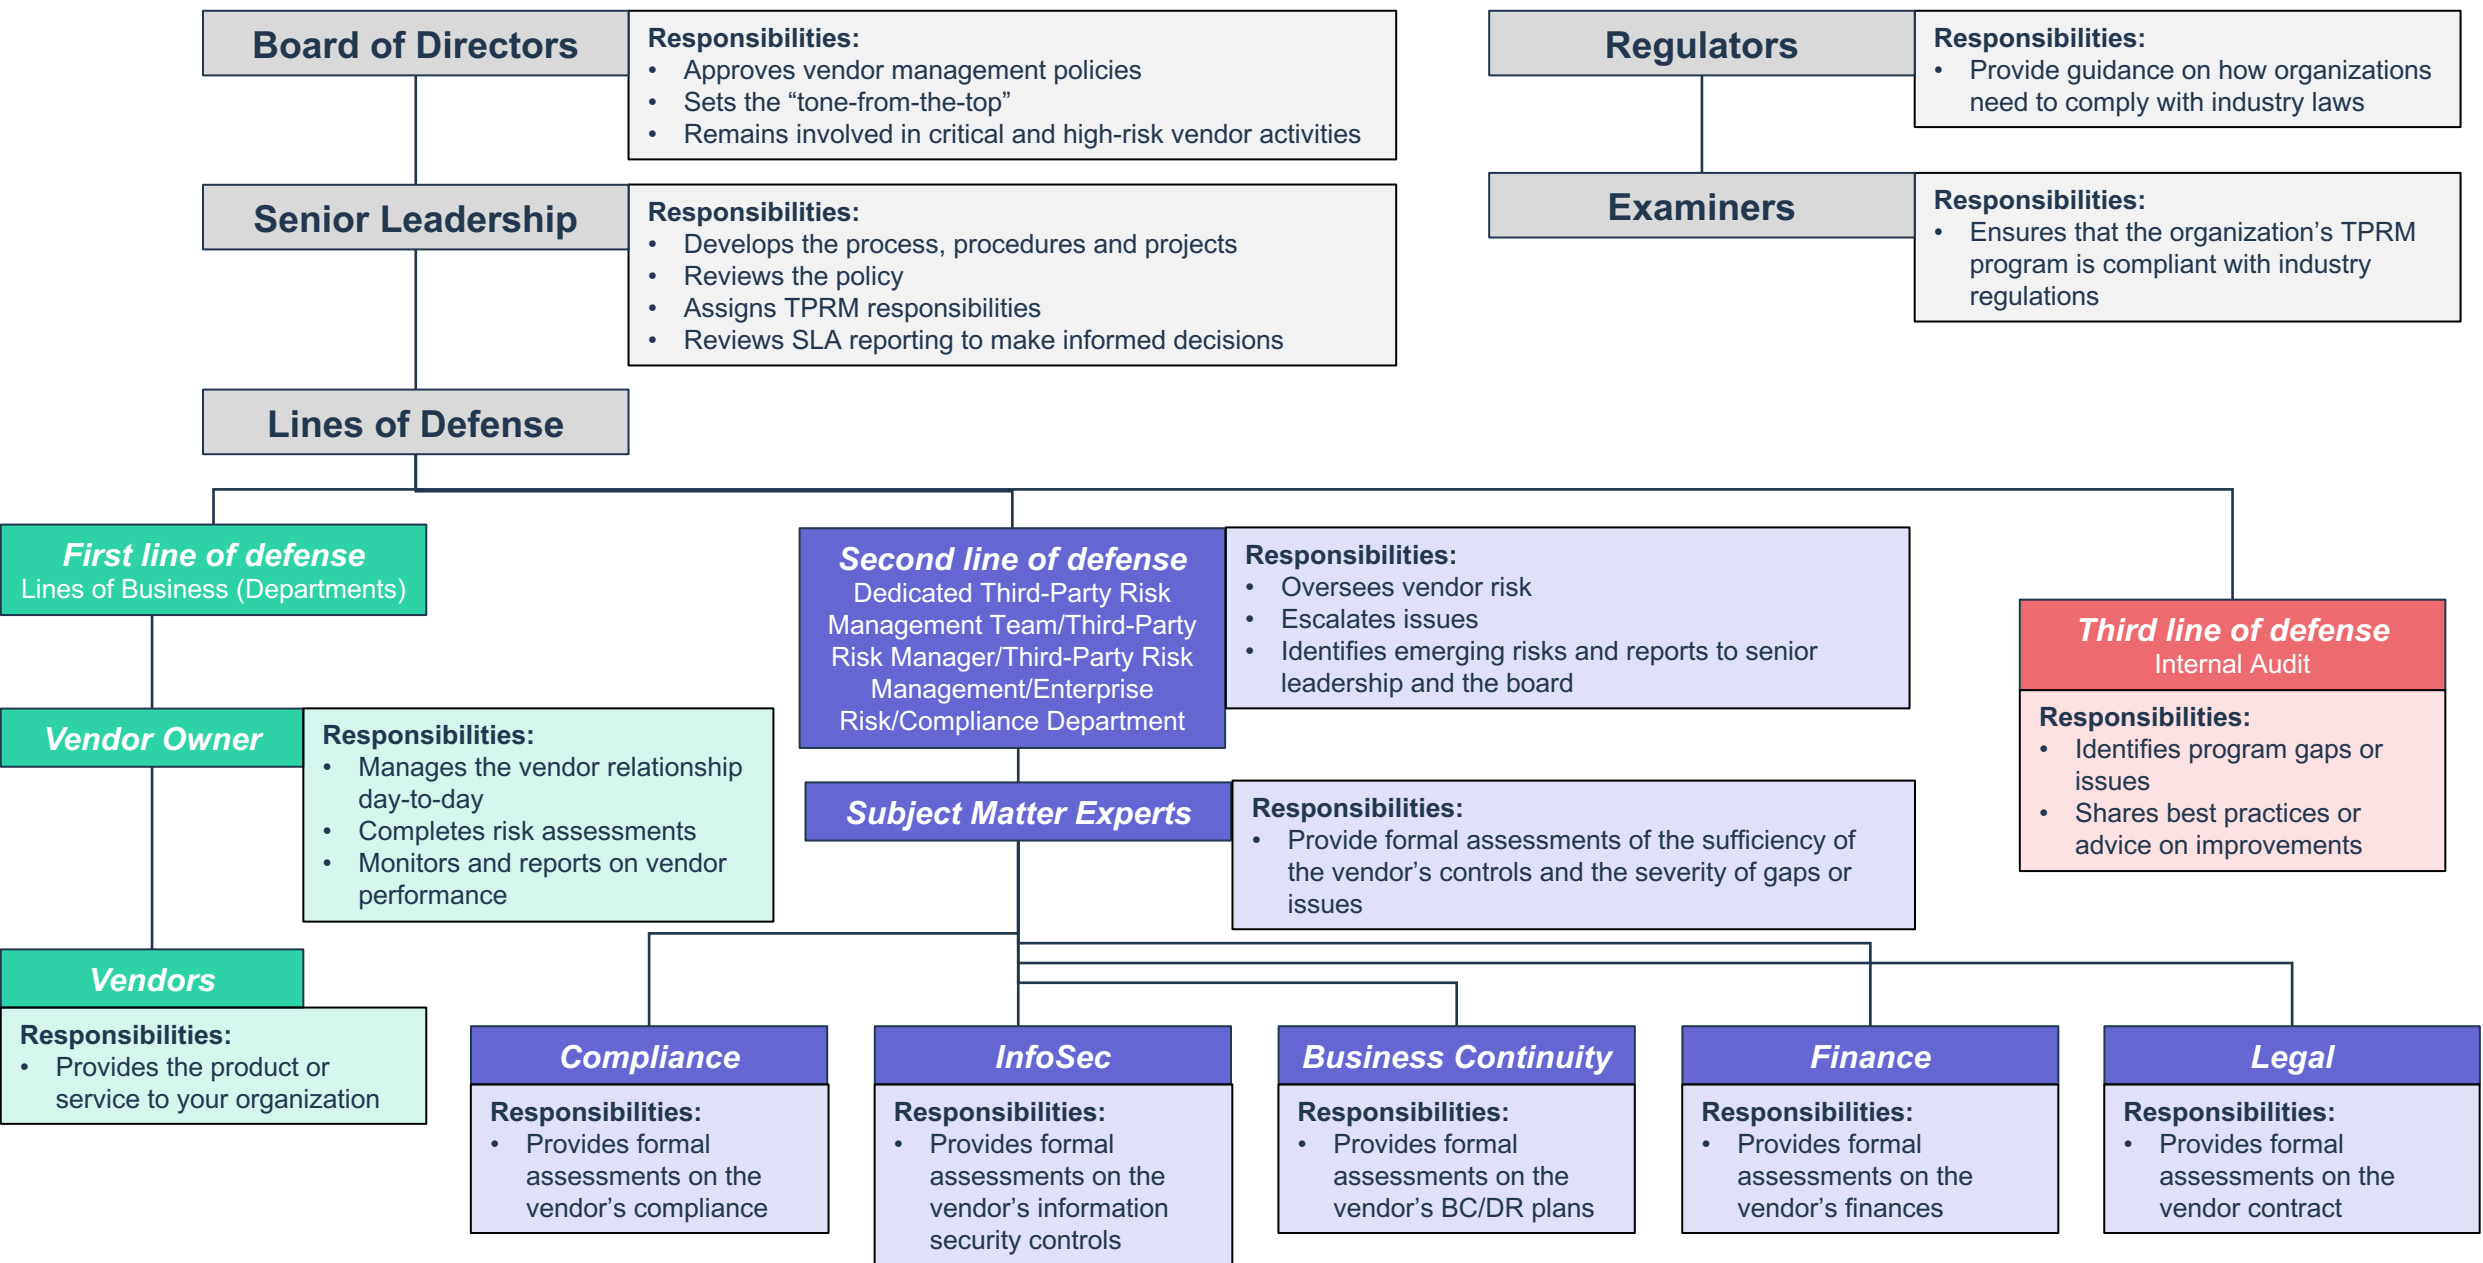 Board of Directors
Responsibilities:
• Approves vendor management policies
• Sets the “tone-from-the-top”
• Remains involved in critical and high-risk vendor activities
Regulators
Responsibilities:
• Provide guidance on how organizations
need to comply with industry laws
Senior Leadership
Responsibilities:
• Develops the process, procedures and projects
• Reviews the policy
• Assigns TPRM responsibilities
• Reviews SLA reporting to make informed decisions
Examiners
Responsibilities:
• Ensures that the organization’s TPRM
program is compliant with industry
regulations
Lines of Defense
First line of defense
Lines of Business (Departments)
Vendor Owner
Responsibilities:
• Manages the vendor relationship
day-to-day
• Completes risk assessments
• Monitors and reports on vendor
performance
Vendors
Responsibilities:
• Provides the product or
service to your organization
Second line of defense
Dedicated Third-Party Risk
Management Team/Third-Party
Risk Manager/Third-Party Risk
Management/Enterprise
Risk/Compliance Department
Responsibilities:
• Oversees vendor risk
• Escalates issues
• Identifies emerging risks and reports to senior
leadership and the board
Subject Matter Experts
Responsibilities:
• Provide formal assessments of the sufficiency of
the vendor’s controls and the severity of gaps or
issues
Third line of defense
Internal Audit
Responsibilities:
• Identifies program gaps or
issues
• Shares best practices or
advice on improvements
Compliance
Responsibilities:
• Provides formal
assessments on the
vendor’s compliance
InfoSec
Responsibilities:
• Provides formal
assessments on the
vendor’s information
security controls
Business Continuity
Responsibilities:
• Provides formal
assessments on the
vendor’s BC/DR plans
Finance
Responsibilities:
• Provides formal
assessments on the
vendor’s finances
Legal
Responsibilities:
• Provides formal
assessments on the
vendor contract